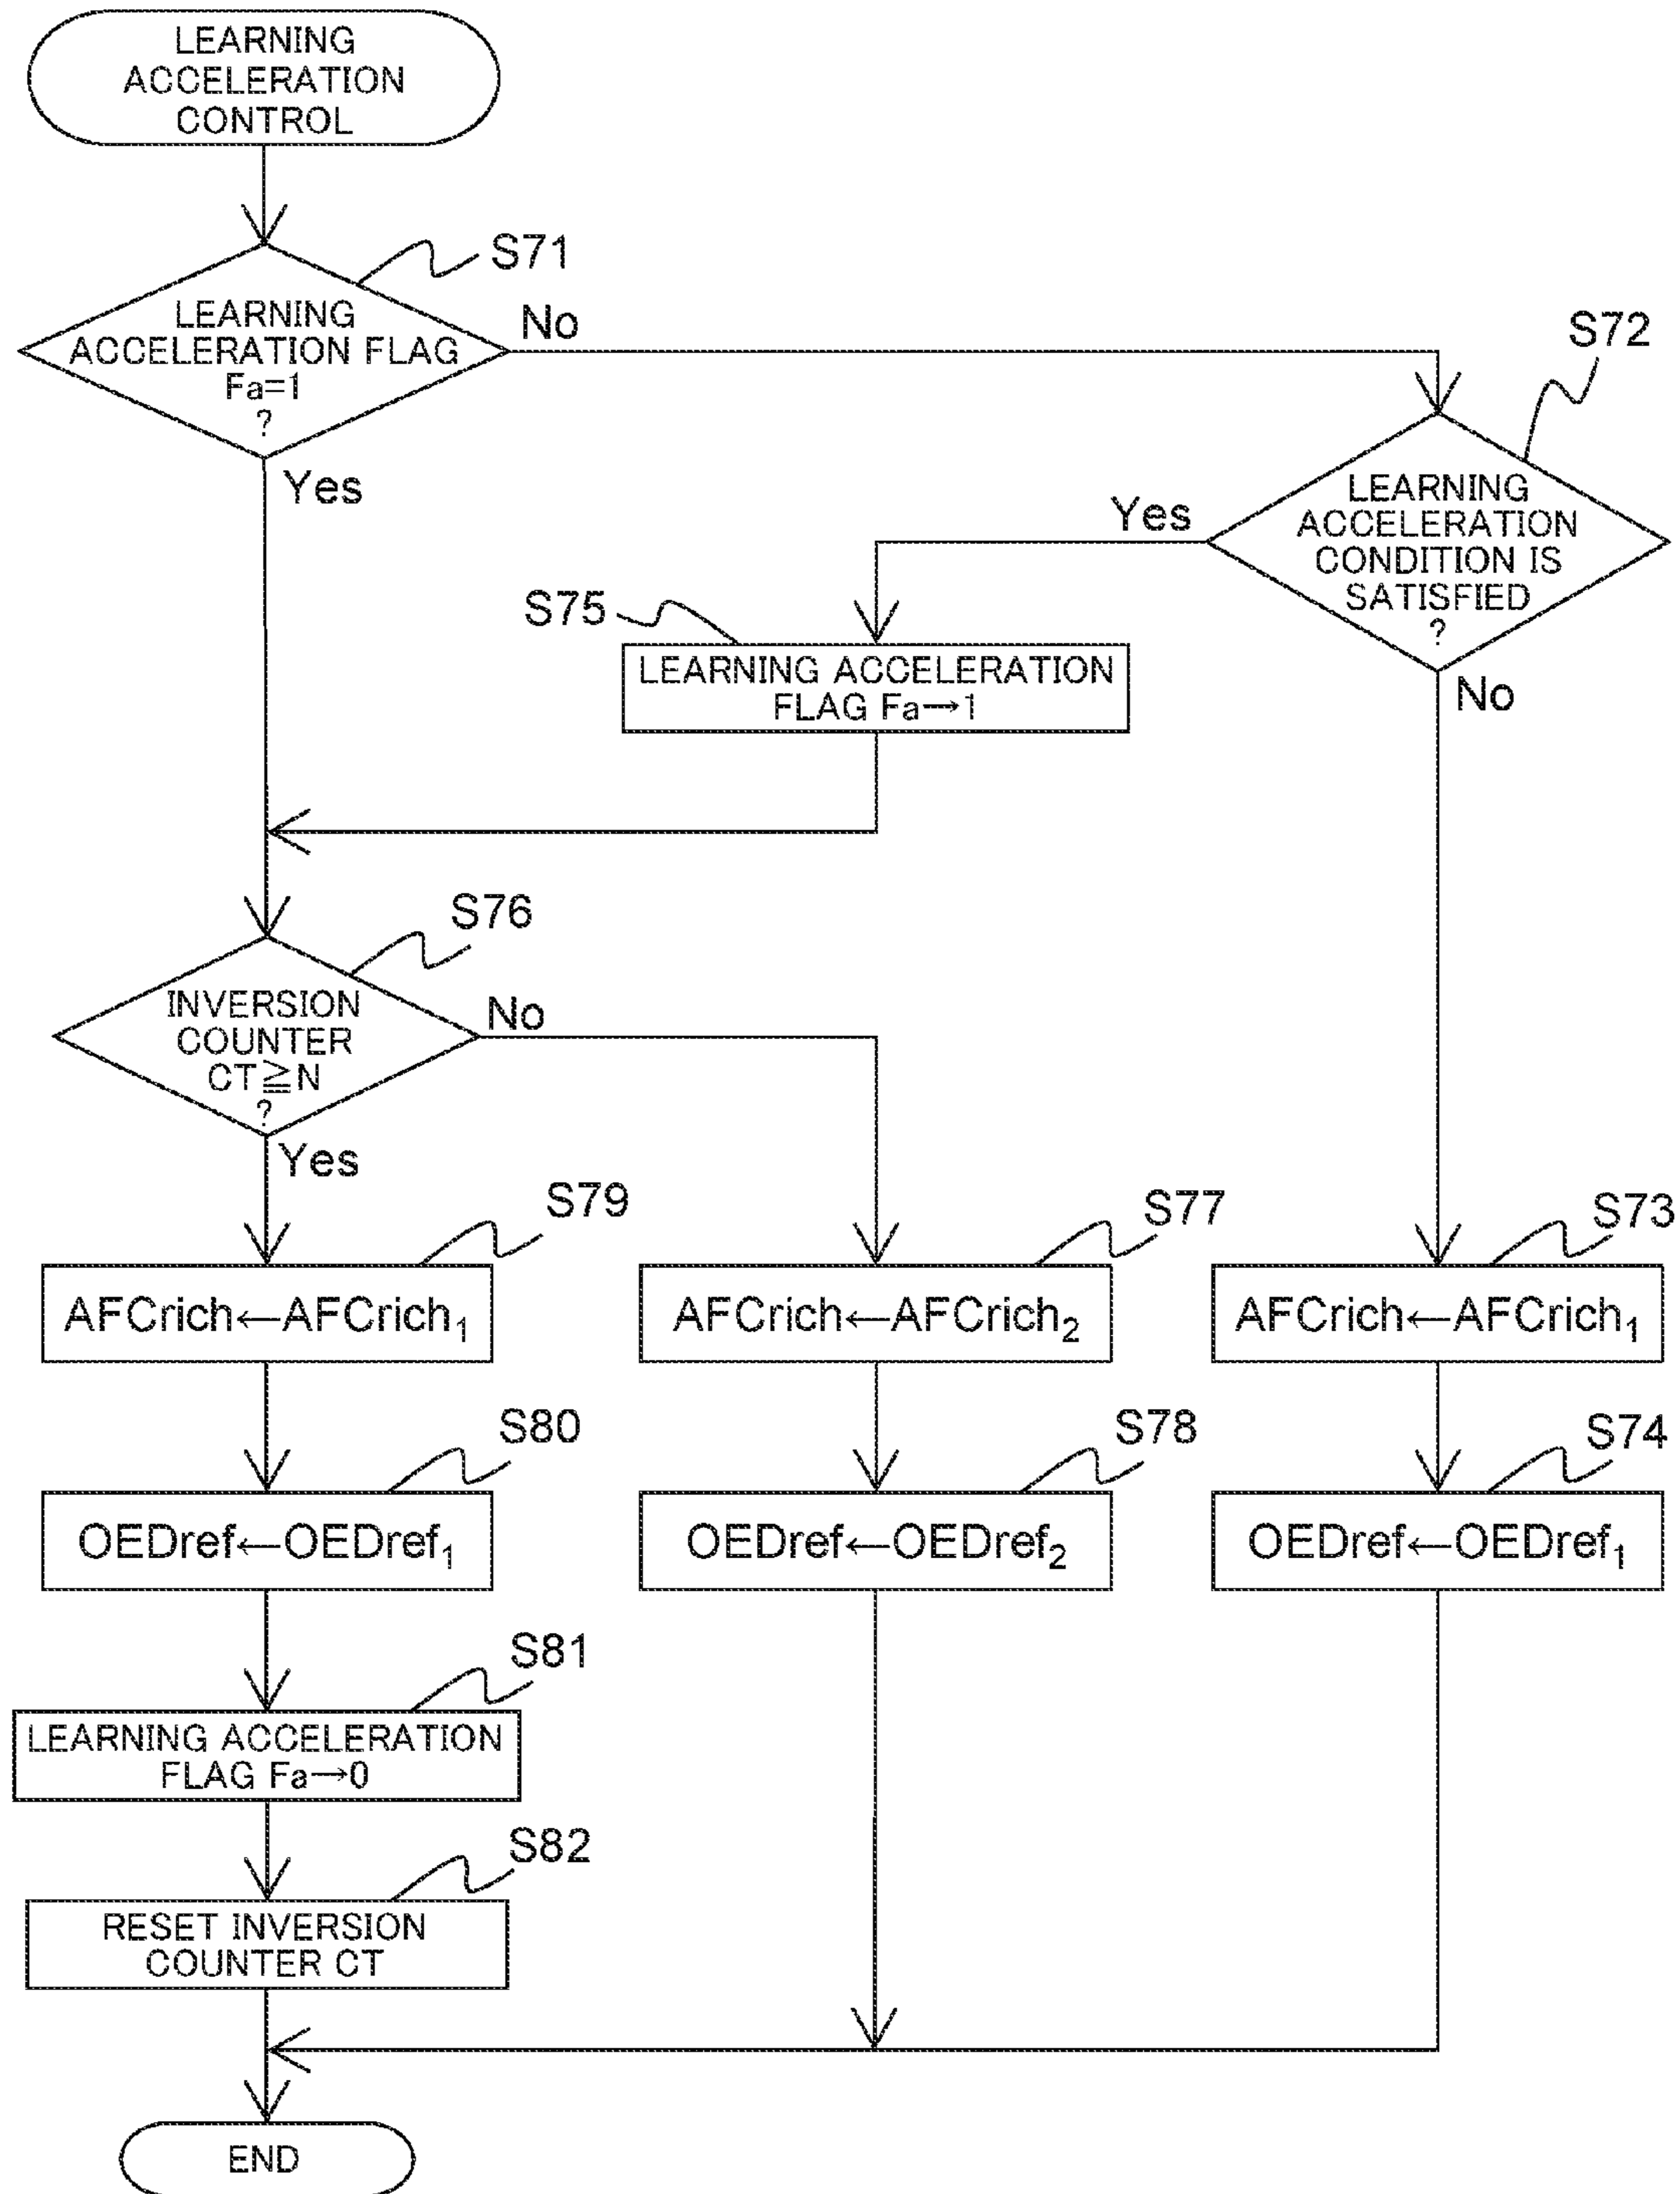 LEARNING
ACCELERATION
CONTROL
S71
LEARNING
ACCELERATION FLAG
Fa=1
?
No
Yes
S72
LEARNING
ACCELERATION
CONDITION IS
SATISFIED
?
Yes
No
S75
LEARNING ACCELERATION
FLAG Fa→1
S76
INVERSION
COUNTER
CT≧N
?
No
Yes
S79
AFCrich←AFCrich₁
S77
AFCrich←AFCrich₂
S73
AFCrich←AFCrich₁
S80
OEDref←OEDref₁
S78
OEDref←OEDref₂
S74
OEDref←OEDref₁
S81
LEARNING ACCELERATION
FLAG Fa→0
S82
RESET INVERSION
COUNTER CT
END